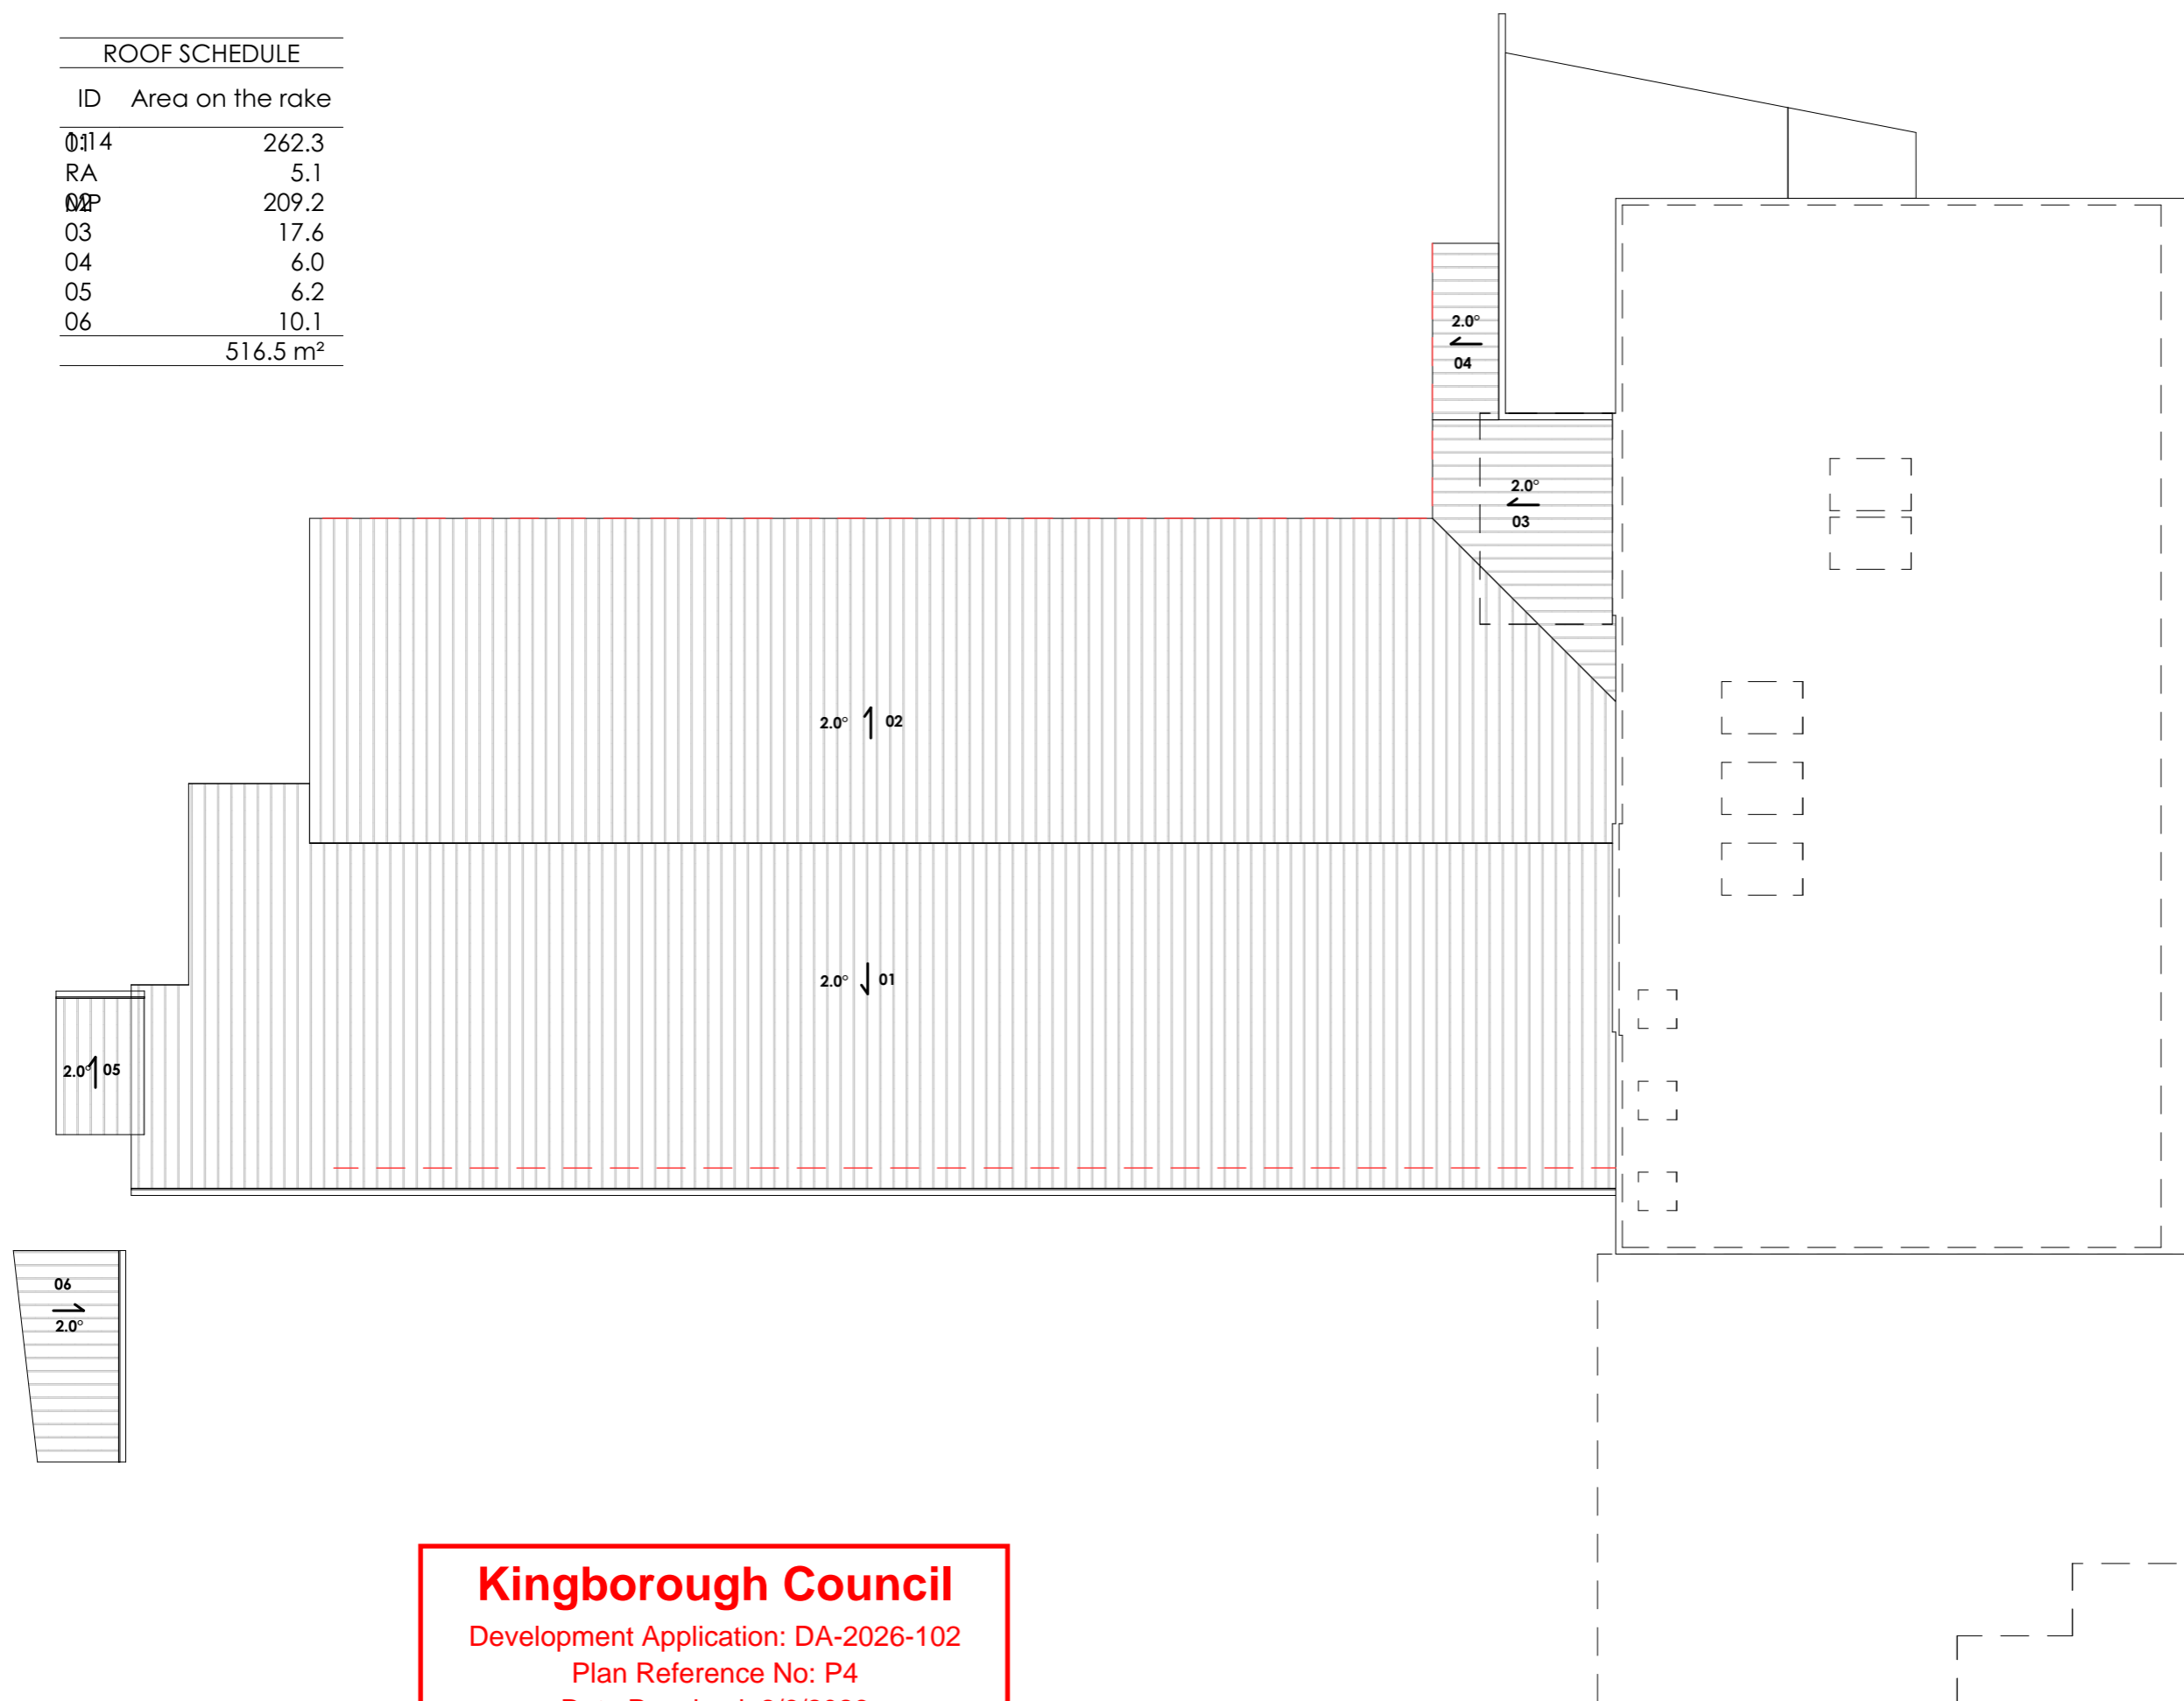 ROOF SCHEDULE
ID Area on the rake
01 262.3
RA 5.1
02 209.2
03 17.6
04 6.0
05 6.2
06 10.1
516.5 m²
2.0°
04
2.0°
03
2.0° 02
2.0° 01
2.0° 05
06
2.0°
Kingborough Council
Development Application: DA-2026-102
Plan Reference No: P4